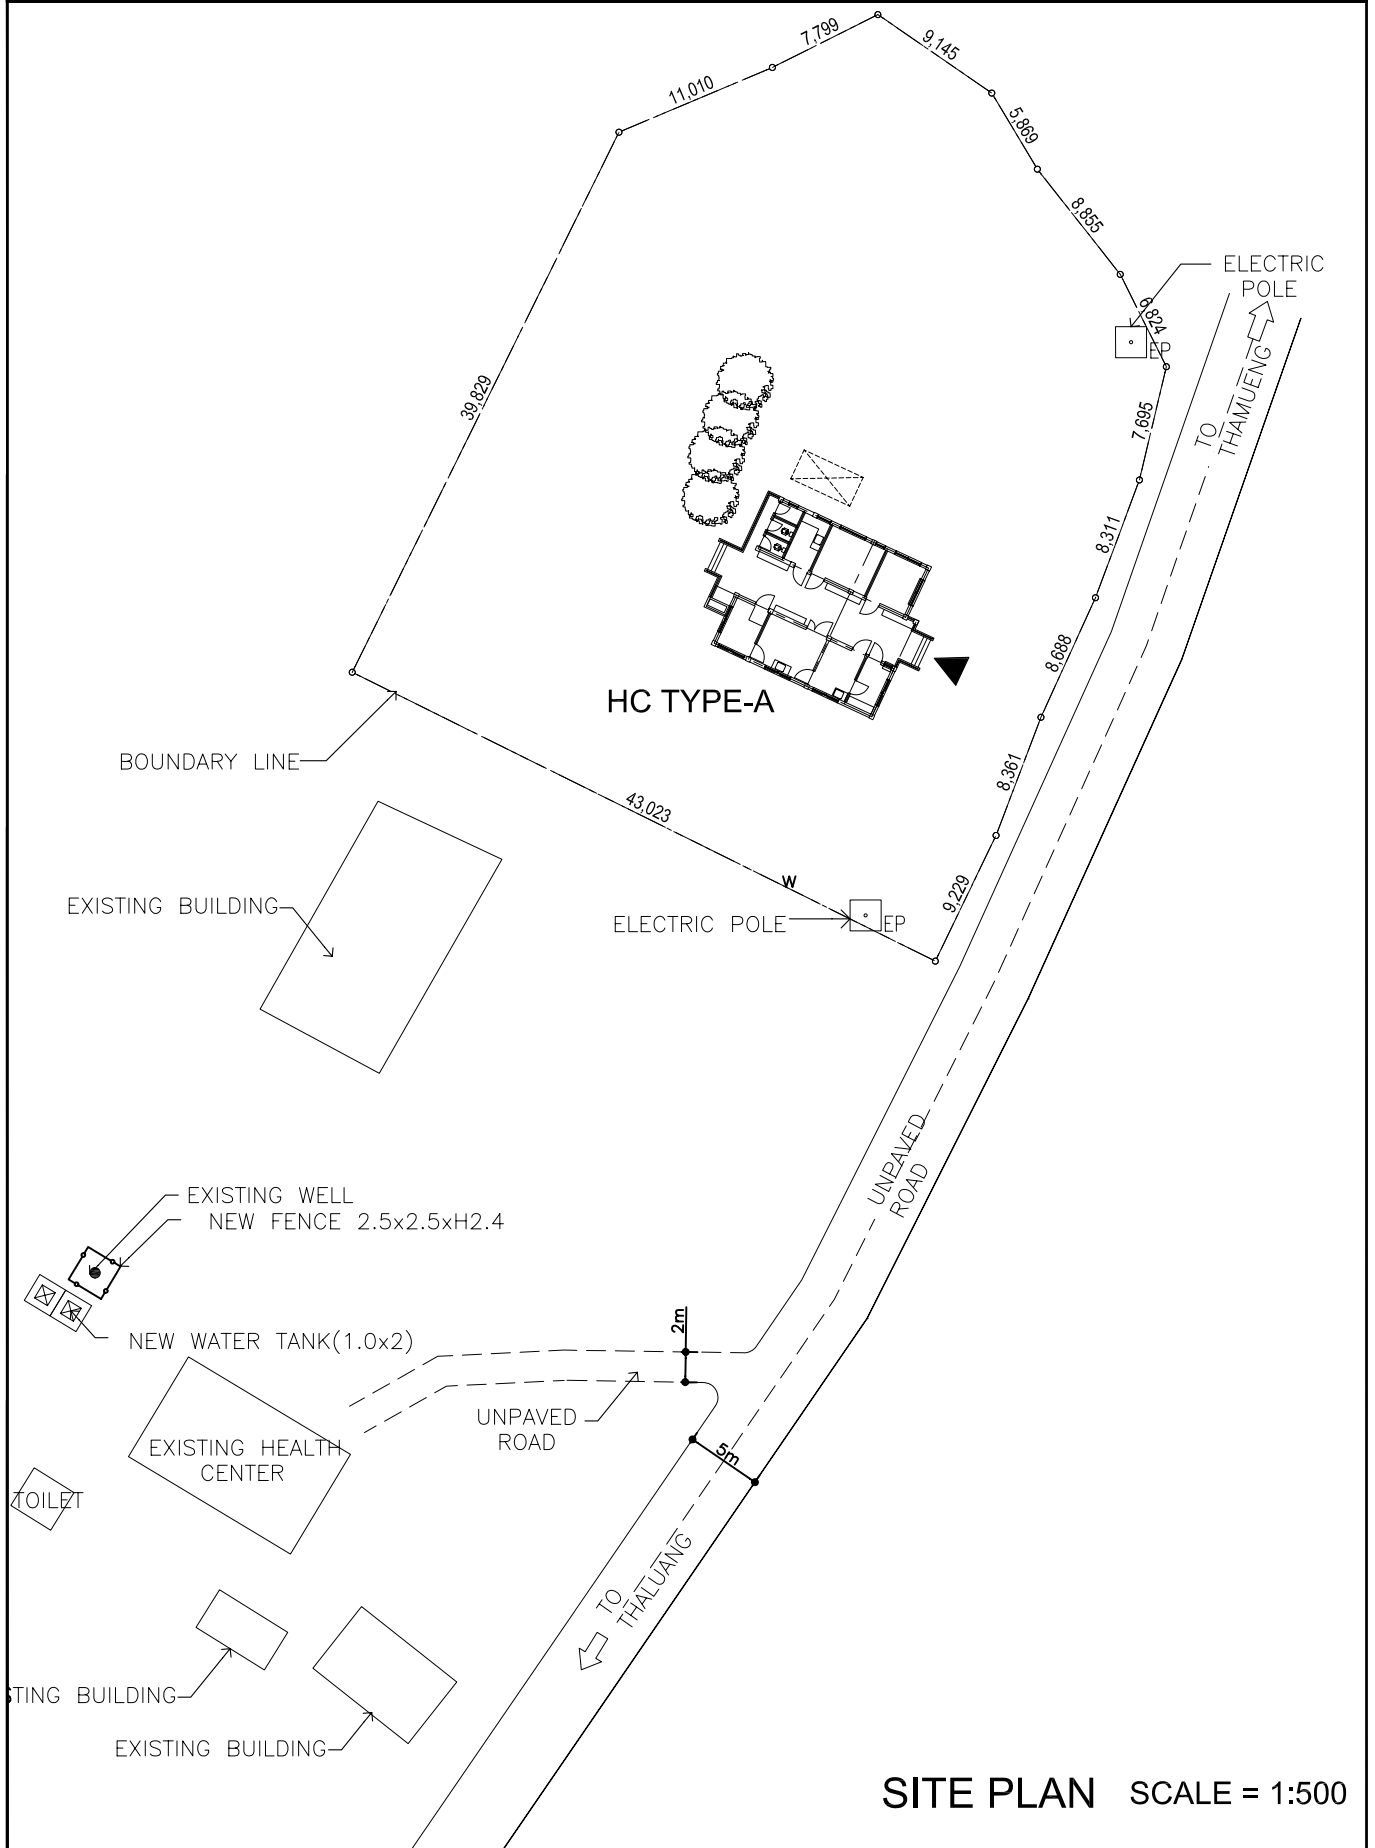 7,799
9,145
11,010
5,869
8,855
ELECTRIC
POLE
6,824
EP
TO
THAMUENG
39,829
7,695
8,311
8,688
HC TYPE-A
BOUNDARY LINE
8,361
43,023
W
9,229
EXISTING BUILDING
ELECTRIC POLE
EP
UNPAVED
ROAD
EXISTING WELL
NEW FENCE 2.5x2.5xH2.4
2m
NEW WATER TANK(1.0x2)
UNPAVED
ROAD
EXISTING HEALTH
CENTER
5m
TOILET
TO
THALUANG
STING BUILDING
EXISTING BUILDING
SITE PLAN SCALE = 1:500